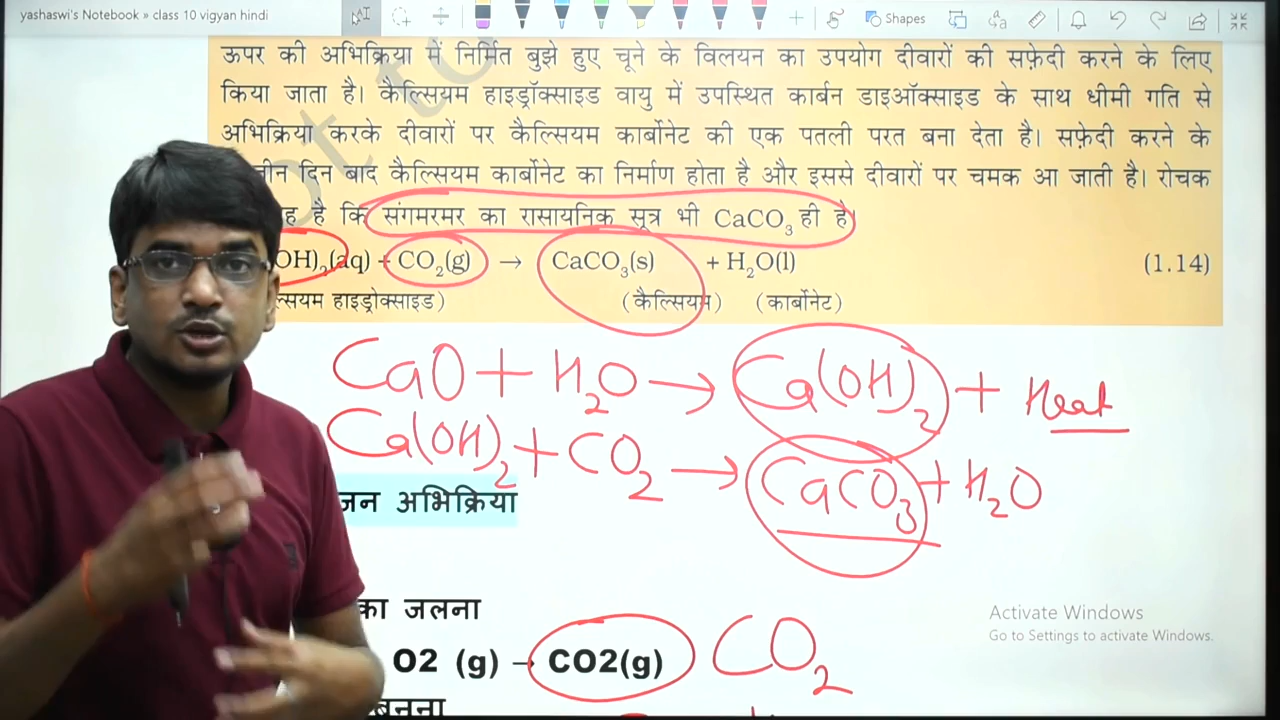 yashaswi's Notebook » class 10 vigyan hindi
Shapes
ऊपर की अभिक्रिया में निर्मित बुझे हुए चूने के विलयन का उपयोग दीवारों की सफ़ेदी करने के लिए
किया जाता है। कैल्सियम हाइड्रॉक्साइड वायु में उपस्थित कार्बन डाइऑक्साइड के साथ धीमी गति से
अभिक्रिया करके दीवारों पर कैल्सियम कार्बोनेट की एक पतली परत बना देता है। सफ़ेदी करने के
दिन बाद कैल्सियम कार्बोनेट का निर्माण होता है और इससे दीवारों पर चमक आ जाती है। रोचक
है कि संगमरमर का रासायनिक सूत्र भी CaCO₃ ही है
OH)₂(aq) + CO₂(g) → CaCO₃(s) + H₂O(l) (1.14)
हाइड्रोक्साइड) (कैल्सियम) (कार्बोनेट)
CaO + H₂O → Ca(OH)₂ + Heat
Ca(OH)₂ + CO₂ → CaCO₃ + H₂O
जन अभिक्रिया
का जलना
O2 (g) → CO2(g) CO₂
बनना
Activate Windows
Go to Settings to activate Windows.